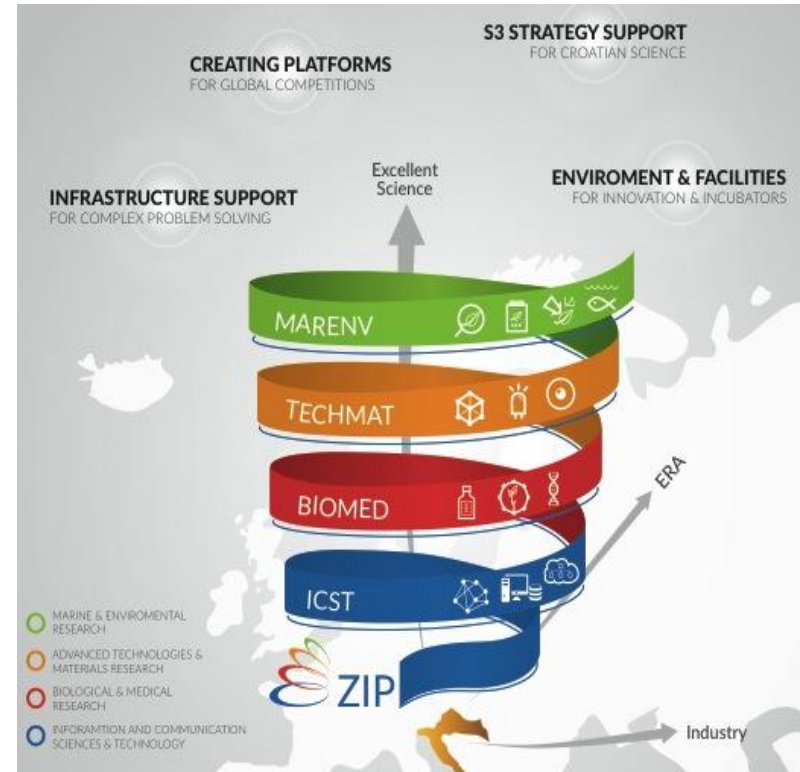 S3 STRATEGY SUPPORT
FOR CROATIAN SCIENCE
CREATING PLATFORMS
FOR GLOBAL COMPETITIONS
Excellent
Science
ENVIROMENT & FACILITIES
FOR INNOVATION & INCUBATORS
INFRASTRUCTURE SUPPORT
FOR COMPLEX PROBLEM SOLVING
MARENV
TECHMAT
BIOMED
ICST
ERA
MARINE & ENVIROMENTAL
RESEARCH
ADVANCED TECHNOLOGIES &
MATERIALS RESEARCH
BIOLOGICAL & MEDICAL
RESEARCH
INFORAMTION AND COMMUNICATION
SCIENCES & TECHNOLOGY
ZIP
Industry